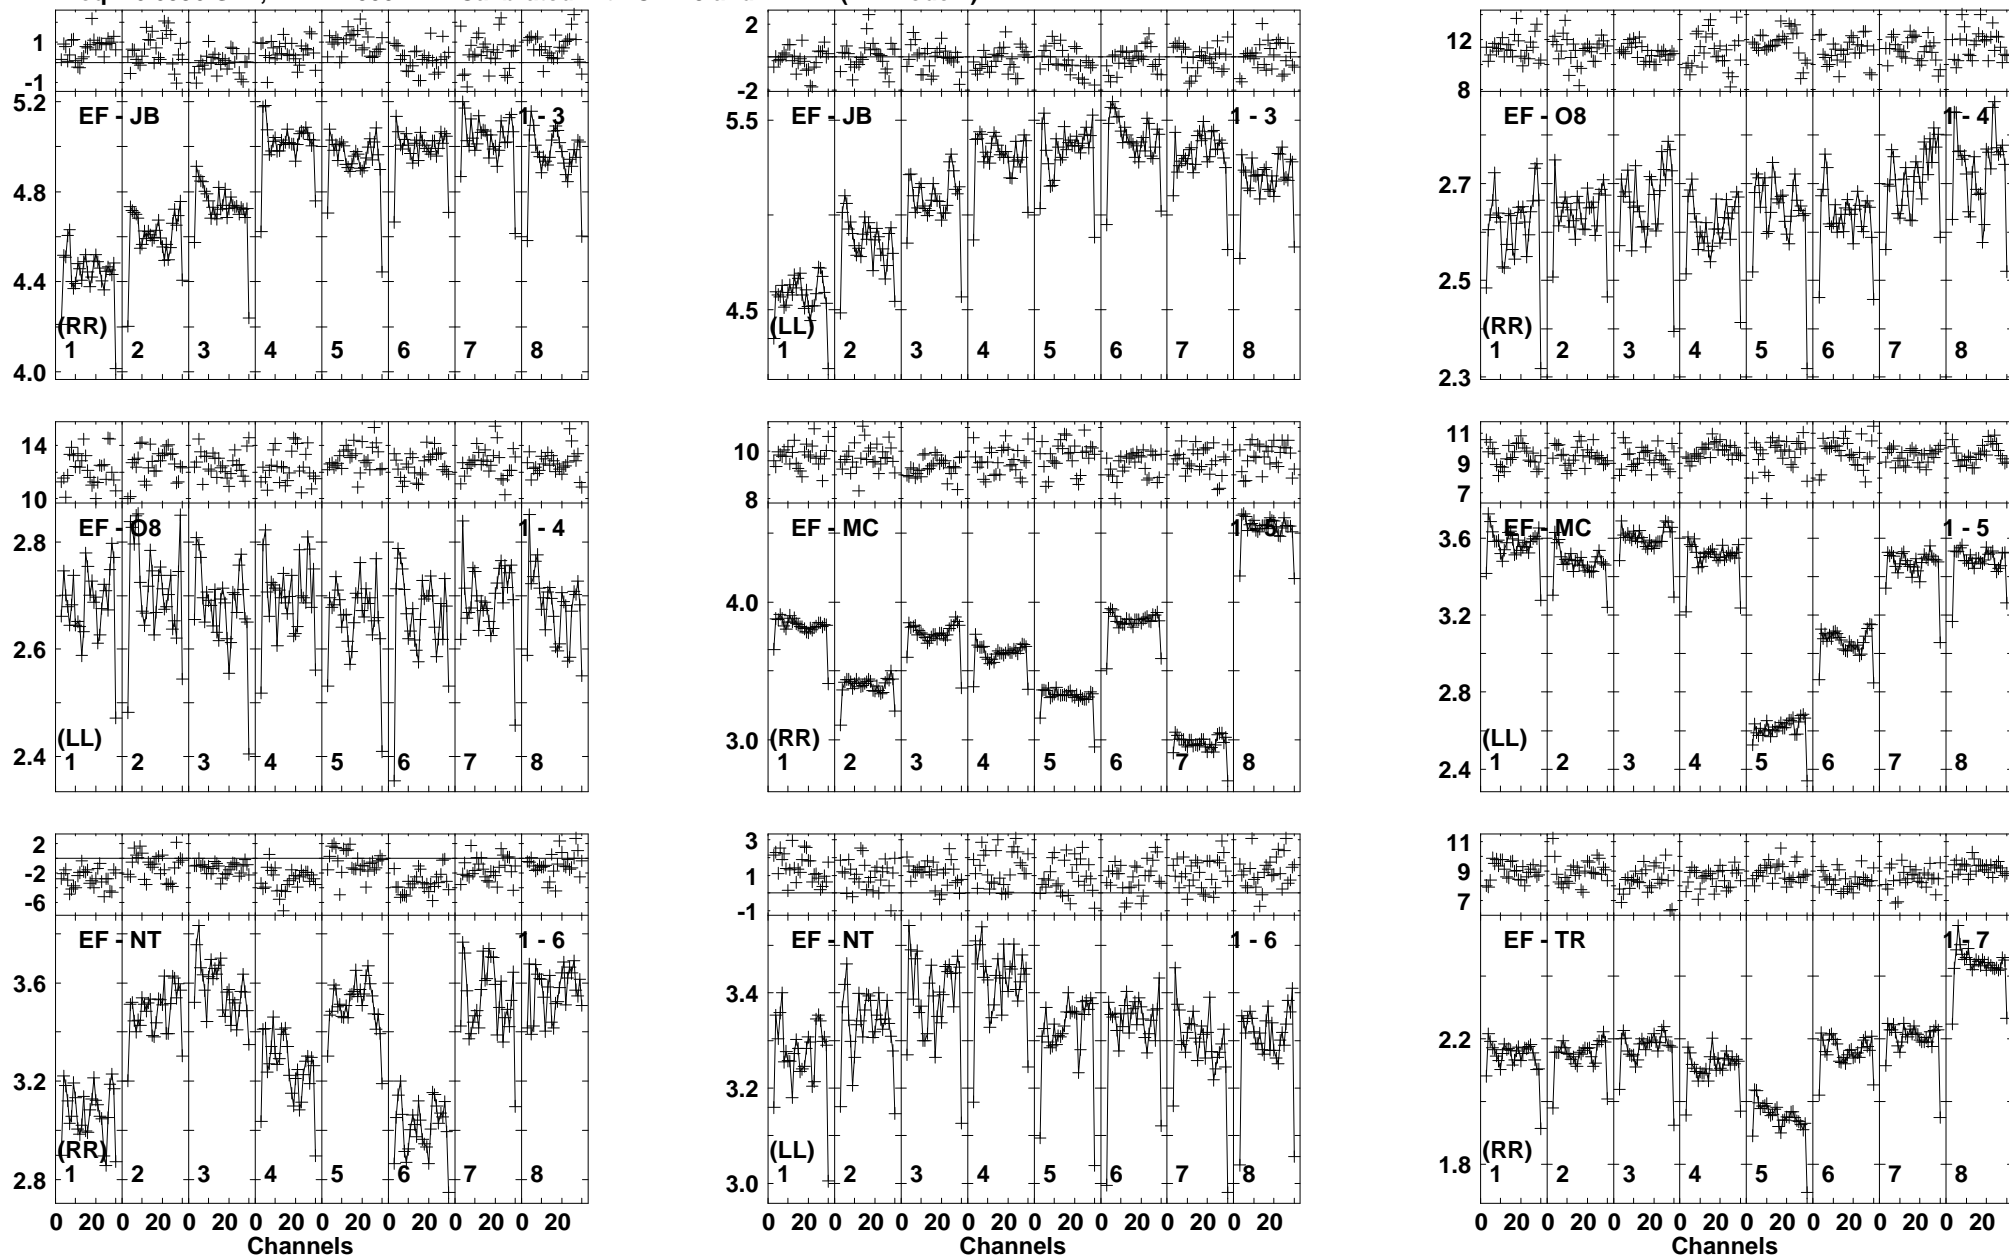 1 -1 2 -2 12 8
5.2 4.8 4.4 4.0 EF - JB 1 - 3 (RR) 1 2 3 4 5 6 7 8
5.5 4.5 EF - JB 1 - 3 (LL) 1 2 3 4 5 6 7 8
2.7 2.5 2.3 EF - O8 1 - 4 (RR) 1 2 3 4 5 6 7 8
14 10 10 8 11 9 7
2.8 2.6 2.4 EF - O8 1 - 4 (LL) 1 2 3 4 5 6 7 8
4.0 3.0 EF - MC 1 - 5 (RR) 1 2 3 4 5 6 7 8
3.6 3.2 2.8 2.4 EF - MC 1 - 5 (LL) 1 2 3 4 5 6 7 8
2 -2 -6 3 1 -1 11 9 7
3.6 3.2 2.8 EF - NT 1 - 6 (RR) 1 2 3 4 5 6 7 8
3.4 3.2 3.0 EF - NT 1 - 6 (LL) 1 2 3 4 5 6 7 8
2.2 1.8 EF - TR 1 - 7 (RR) 1 2 3 4 5 6 7 8
0 20 0 20 0 20 0 20 0 20 0 20 0 20 0 20
0 20 0 20 0 20 0 20 0 20 0 20 0 20 0 20
0 20 0 20 0 20 0 20 0 20 0 20 0 20 0 20
Channels Channels Channels